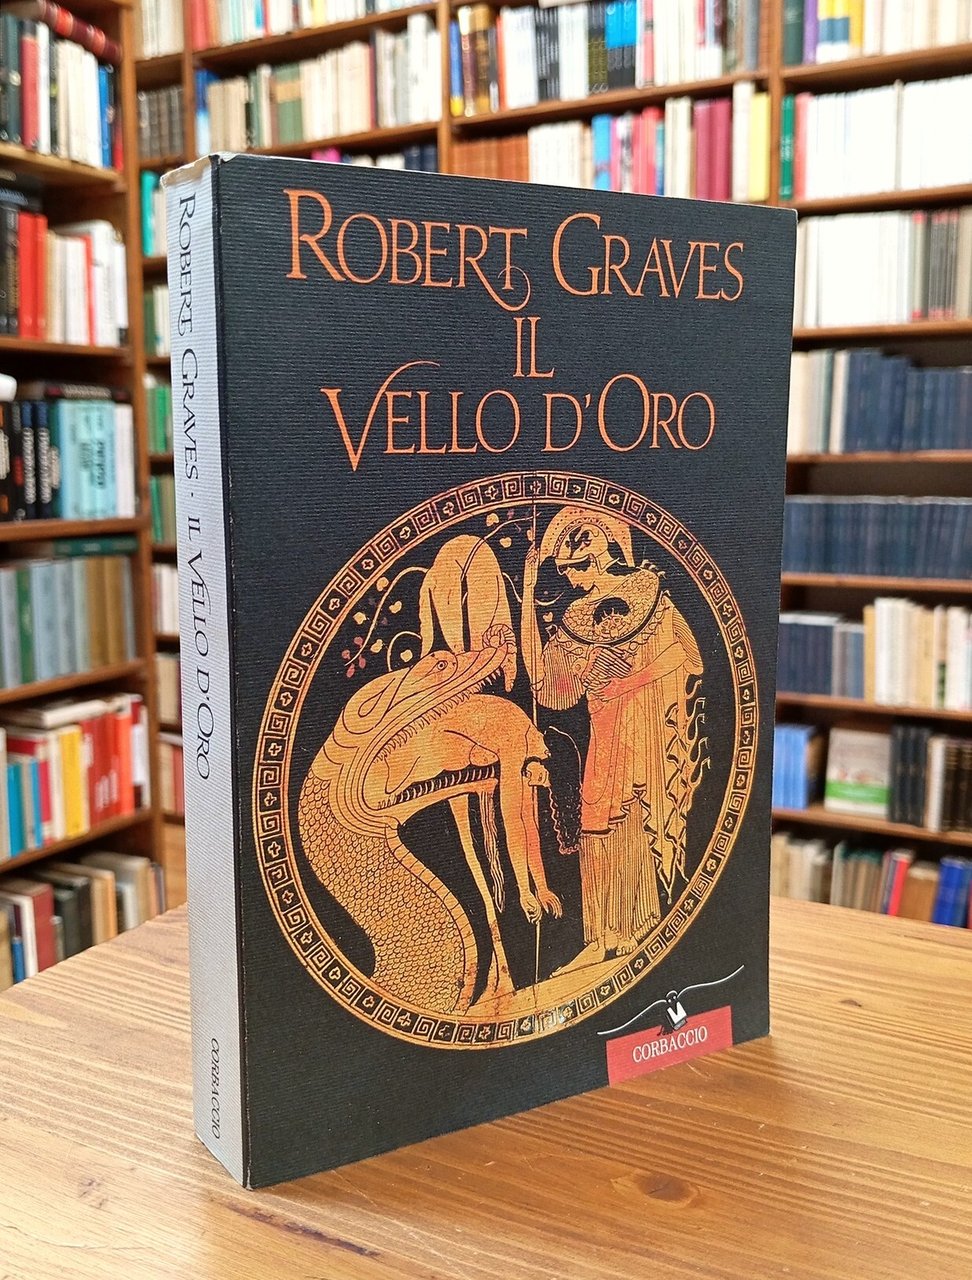 ROBERT GRAVES
IL
VELLO D'ORO
CORBACCIO
ROBERT GRAVES · IL VELLO D'ORO
CORBACCIO